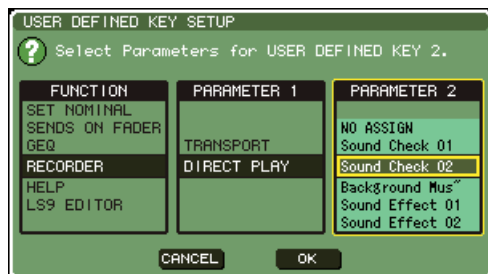 USER DEFINED KEY SETUP
? Select Parameters for USER DEFINED KEY 2.
FUNCTION
SET NOMINAL
SENDS ON FADER
GEQ
RECORDER
HELP
LS9 EDITOR
PARAMETER 1
TRANSPORT
DIRECT PLAY
PARAMETER 2
NO ASSIGN
Sound Check 01
Sound Check 02
Background Mus~
Sound Effect 01
Sound Effect 02
CANCEL
OK